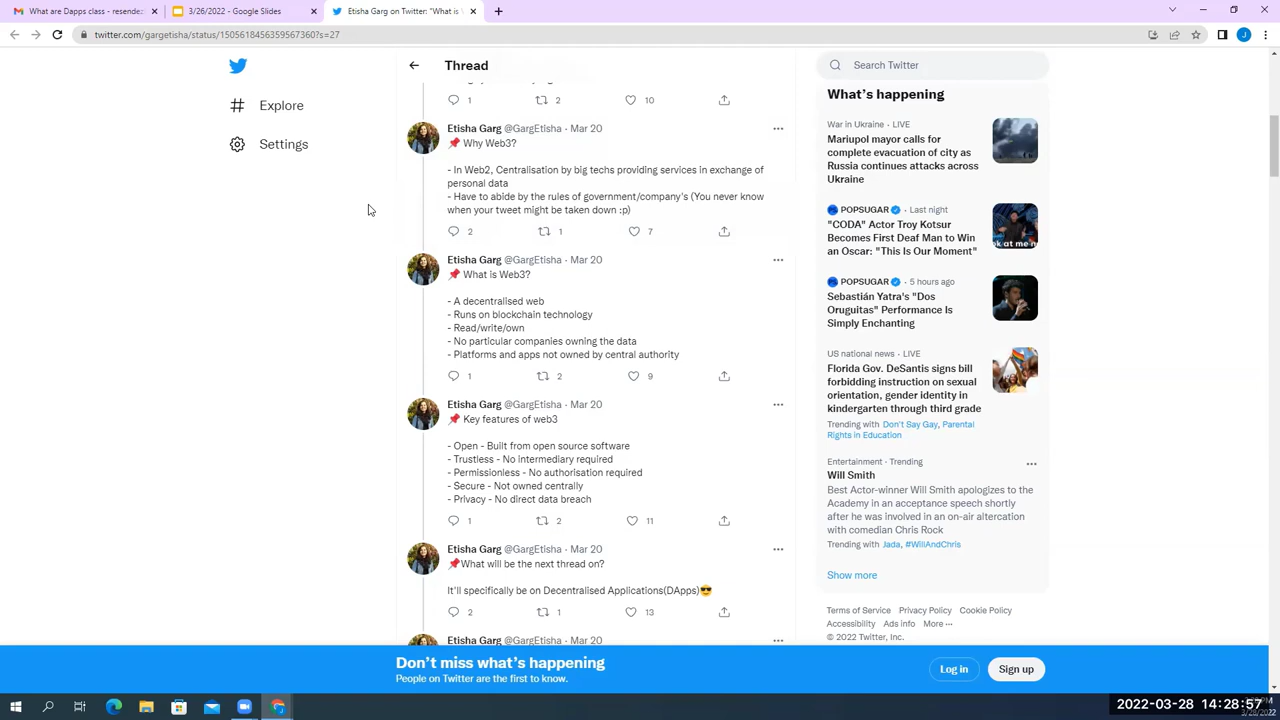 What are Dapps class - resende
3/26/2022 - Google Slides
Etisha Garg on Twitter: "What is
twitter.com/gargetisha/status/1505618456359567360?s=27
Explore
Settings
Thread
1 2 10
Etisha Garg @GargEtisha · Mar 20
📌 Why Web3?
- In Web2, Centralisation by big techs providing services in exchange of
personal data
- Have to abide by the rules of government/company's (You never know
when your tweet might be taken down :p)
2 1 7
Etisha Garg @GargEtisha · Mar 20
📌 What is Web3?
- A decentralised web
- Runs on blockchain technology
- Read/write/own
- No particular companies owning the data
- Platforms and apps not owned by central authority
1 2 9
Etisha Garg @GargEtisha · Mar 20
📌 Key features of web3
- Open - Built from open source software
- Trustless - No intermediary required
- Permissionless - No authorisation required
- Secure - Not owned centrally
- Privacy - No direct data breach
1 2 11
Etisha Garg @GargEtisha · Mar 20
📌What will be the next thread on?
It'll specifically be on Decentralised Applications(DApps)😎
2 1 13
Etisha Garg @GargEtisha · Mar 20
Search Twitter
What's happening
War in Ukraine · LIVE
Mariupol mayor calls for
complete evacuation of city as
Russia continues attacks across
Ukraine
POPSUGAR · Last night
"CODA" Actor Troy Kotsur
Becomes First Deaf Man to Win
an Oscar: "This Is Our Moment"
ok at me n
POPSUGAR · 5 hours ago
Sebastián Yatra's "Dos
Oruguitas" Performance Is
Simply Enchanting
US national news · LIVE
Florida Gov. DeSantis signs bill
forbidding instruction on sexual
orientation, gender identity in
kindergarten through third grade
Trending with Don't Say Gay, Parental
Rights in Education
Entertainment · Trending
Will Smith
Best Actor-winner Will Smith apologizes to the
Academy in an acceptance speech shortly
after he was involved in an on-air altercation
with comedian Chris Rock
Trending with Jada, #WillAndChris
Show more
Terms of Service Privacy Policy Cookie Policy
Accessibility Ads info More ···
© 2022 Twitter, Inc.
Don't miss what's happening
People on Twitter are the first to know.
Log in
Sign up
2022-03-28 14:28:57